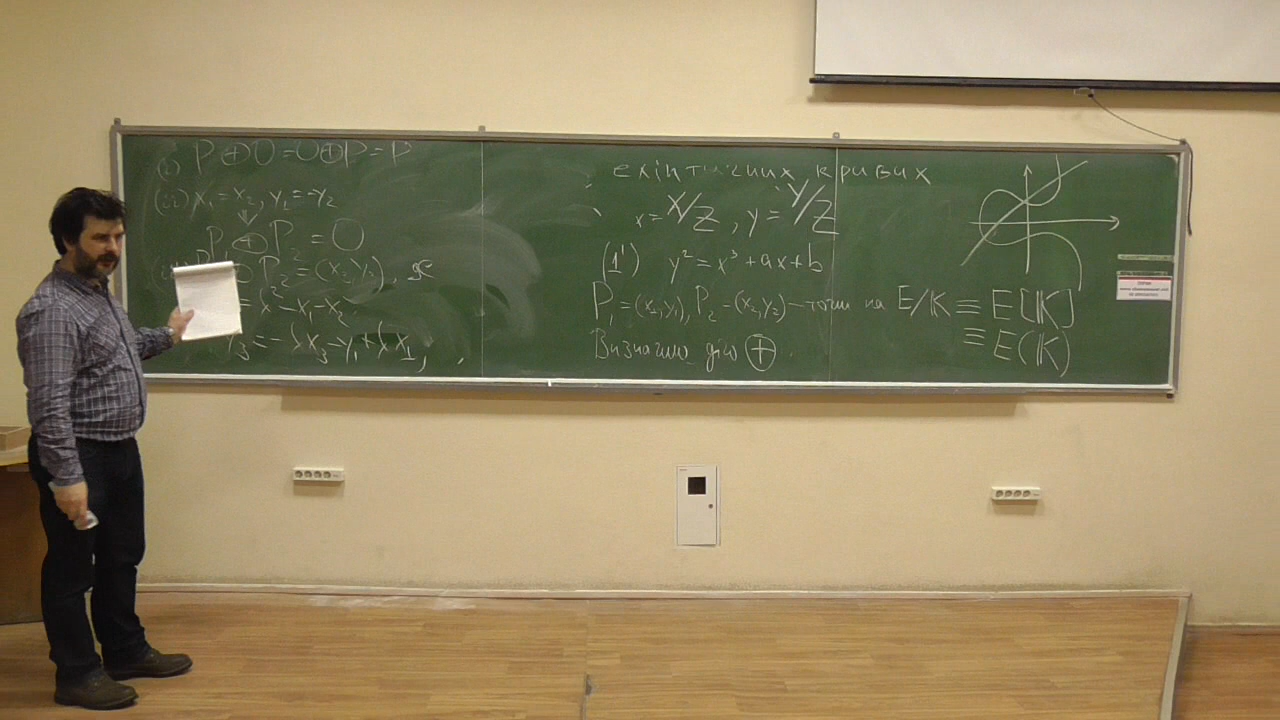 (i) P ⊕ O = O ⊕ P = P
(ii) x₁ = x₂, y₁ = -y₂
⇓
P₁ ⊕ P₂ = O
P₂ = (x₃, y₃), де
= λ² - x₁ - x₂
y₃ = -λx₃ - y₁ + λx₁,
еліптичних кривих
x = X/Z, y = Y/Z
(1') y² = x³ + ax + b
P₁ = (x₁, y₁), P₂ = (x₂, y₂) — точки на E/K ≡ E[K]
≡ E(K)
Визначимо дію ⊕